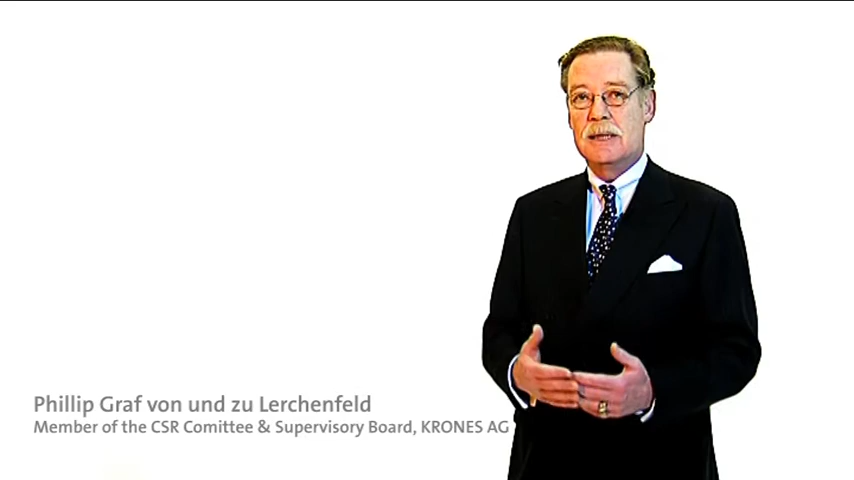 Phillip Graf von und zu Lerchenfeld
Member of the CSR Comittee & Supervisory Board, KRONES AG